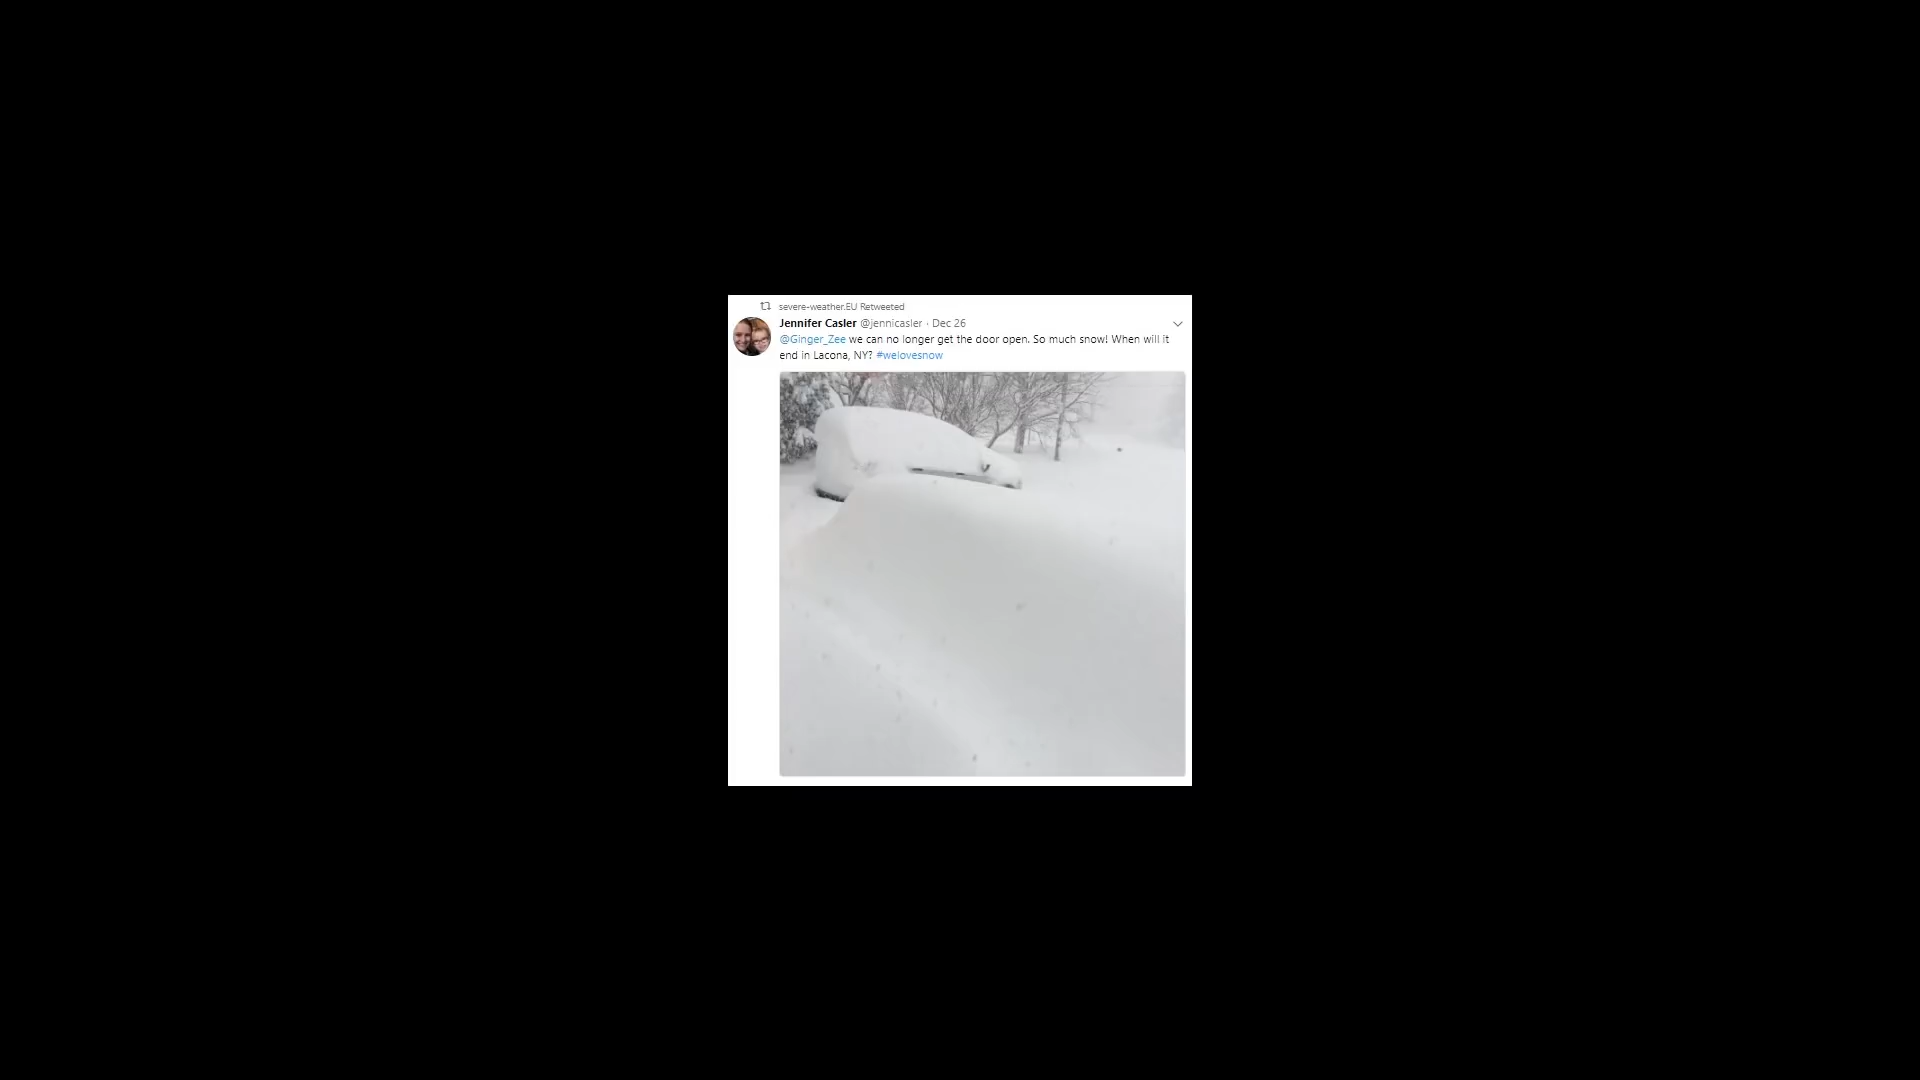 severe-weather.EU Retweeted
Jennifer Casler @jennicasler · Dec 26
@Ginger_Zee we can no longer get the door open. So much snow! When will it
end in Lacona, NY? #welovesnow